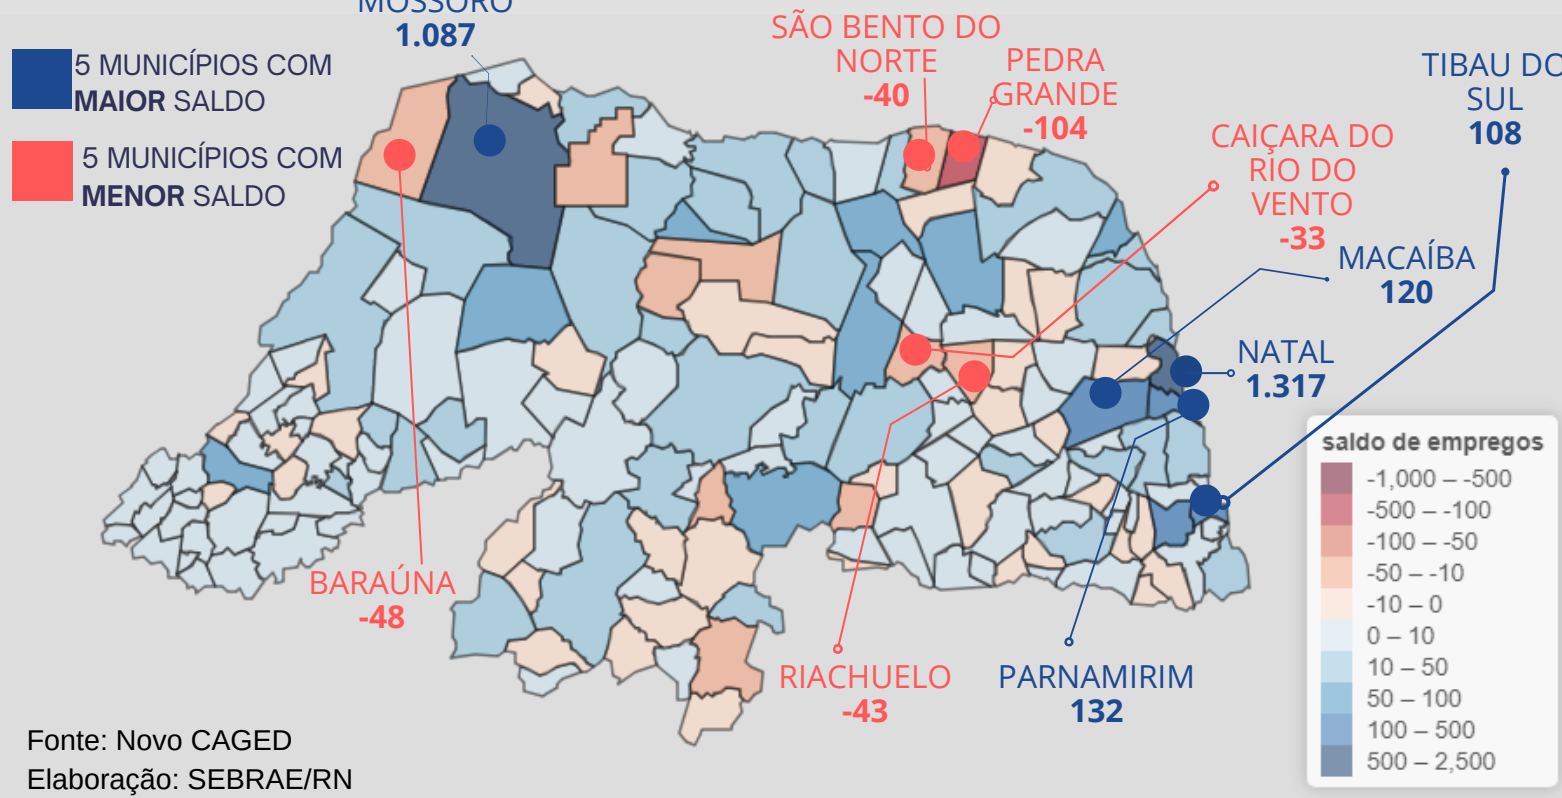 MOSSORÓ
1.087
5 MUNICÍPIOS COM
MAIOR SALDO
5 MUNICÍPIOS COM
MENOR SALDO
SÃO BENTO DO
NORTE
-40
PEDRA
GRANDE
-104
TIBAU DO
SUL
108
CAIÇARA DO
RIO DO
VENTO
-33
MACAÍBA
120
NATAL
1.317
BARAÚNA
-48
RIACHUELO
-43
PARNAMIRIM
132
saldo de empregos
-1,000 – -500
-500 – -100
-100 – -50
-50 – -10
-10 – 0
0 – 10
10 – 50
50 – 100
100 – 500
500 – 2,500
Fonte: Novo CAGED
Elaboração: SEBRAE/RN